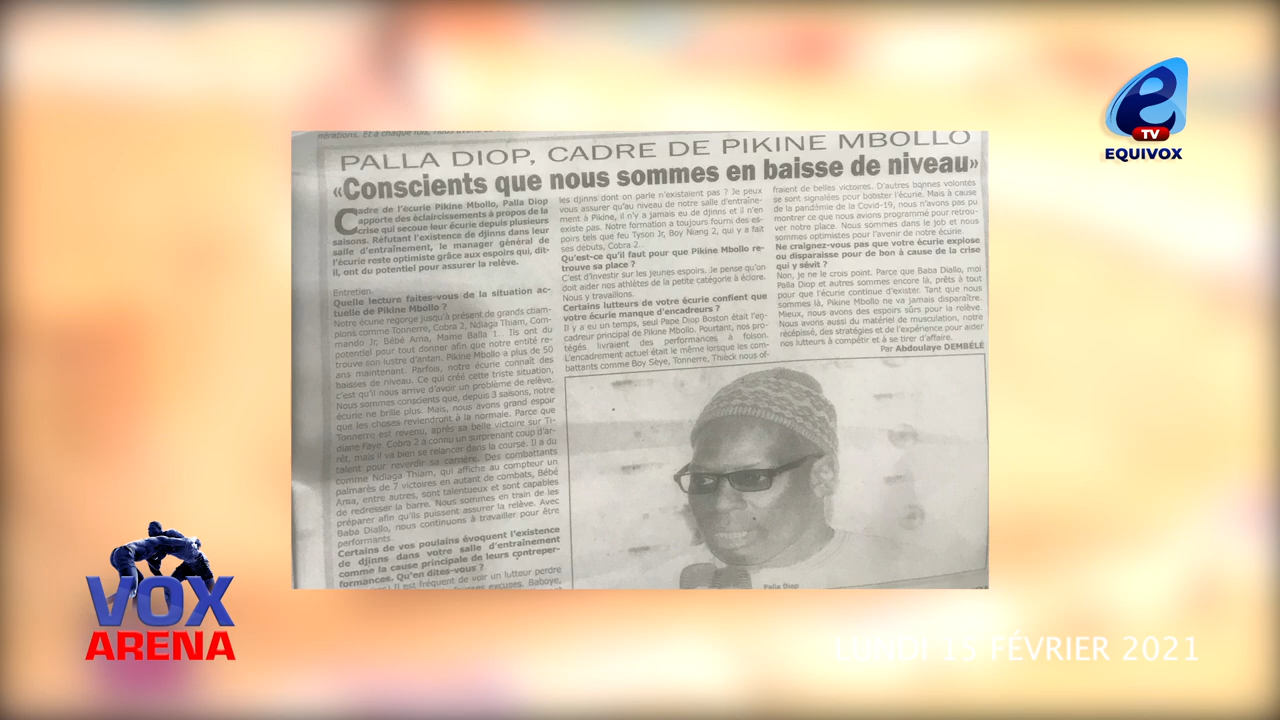 nérations. Et à chaque fois, nous
PALLA DIOP, CADRE DE PIKINE MBOLLO
«Conscients que nous sommes en baisse de niveau»
Cadre de l'écurie Pikine Mbollo, Palla Diop
apporte des éclaircissements à propos de la
crise qui secoue leur écurie depuis plusieurs
saisons. Réfutant l'existence de djinns dans leur
salle d'entraînement, le manager général de
l'écurie reste optimiste grâce aux espoirs qui, dit-
il, ont du potentiel pour assurer la relève.
Entretien.
Quelle lecture faites-vous de la situation ac-
tuelle de Pikine Mbollo ?
Notre écurie regorge jusqu'à présent de grands cham-
pions comme Tonnerre, Cobra 2, Ndiaga Thiam, Com-
mando Jr, Bébé Ama, Mame Balla 1... Ils ont du
potentiel pour tout donner afin que notre entité re-
trouve son lustre d'antan. Pikine Mbollo a plus de 50
ans maintenant. Parfois, notre écurie connaît des
baisses de niveau. Ce qui créé cette triste situation,
c'est qu'il nous arrive d'avoir un problème de relève.
Nous sommes conscients que, depuis 3 saisons, notre
écurie ne brille plus. Mais, nous avons grand espoir
que les choses reviendront à la normale. Parce que
Tonnerre est revenu, après sa belle victoire sur Ti-
diane Faye. Cobra 2 a connu un surprenant coup d'ar-
rêt, mais il va bien se relancer dans la course. Il a du
talent pour reverdir sa carrière. Des combattants
comme Ndiaga Thiam, qui affiche au compteur un
palmarès de 7 victoires en autant de combats, Bébé
Ama, entre autres, sont talentueux et sont capables
de redresser la barre. Nous sommes en train de les
préparer afin qu'ils puissent assurer la relève. Avec
Baba Diallo, nous continuons à travailler pour être
performants.
Certains de vos poulains évoquent l'existence
de djinns dans votre salle d'entraînement
comme la cause principale de leurs contreper-
formances. Qu'en dites-vous ?
Il est fréquent de voir un lutteur perdre
excuses. Baboye,
les djinns dont on parle n'existaient pas ? Je peux
vous assurer qu'au niveau de notre salle d'entraîne-
ment à Pikine, il n'y a jamais eu de djinns et il n'en
existe pas. Notre formation a toujours fourni des es-
poirs tels que feu Tyson Jr, Boy Niang 2, qui y a fait
ses débuts, Cobra 2...
Qu'est-ce qu'il faut pour que Pikine Mbollo re-
trouve sa place ?
C'est d'investir sur les jeunes espoirs. Je pense qu'on
doit aider nos athlètes de la petite catégorie à éclore.
Nous y travaillons.
Certains lutteurs de votre écurie confient que
votre écurie manque d'encadreurs ?
Il y a eu un temps, seul Pape Diop Boston était l'en-
cadreur principal de Pikine Mbollo. Pourtant, nos pro-
tégés livraient des performances à foison.
L'encadrement actuel était le même lorsque les com-
battants comme Boy Sèye, Tonnerre, Thieck nous of-
fraient de belles victoires. D'autres bonnes volontés
se sont signalées pour booster l'écurie. Mais à cause
de la pandémie de la Covid-19, nous n'avons pas pu
montrer ce que nous avions programmé pour retrou-
ver notre place. Nous sommes dans le job et nous
sommes optimistes pour l'avenir de notre écurie.
Ne craignez-vous pas que votre écurie explose
ou disparaisse pour de bon à cause de la crise
qui y sévit ?
Non, je ne le crois point. Parce que Baba Diallo, moi
Palla Diop et autres sommes encore là, prêts à tout
pour que l'écurie continue d'exister. Tant que nous
sommes là, Pikine Mbollo ne va jamais disparaître.
Mieux, nous avons des espoirs sûrs pour la relève.
Nous avons aussi du matériel de musculation, notre
récépissé, des stratégies et de l'expérience pour aider
nos lutteurs à compétir et à se tirer d'affaire.
Par Abdoulaye DEMBÉLÉ
Palla Diop
e
TV
EQUIVOX
VOX
ARENA
LUNDI 15 FÉVRIER 2021